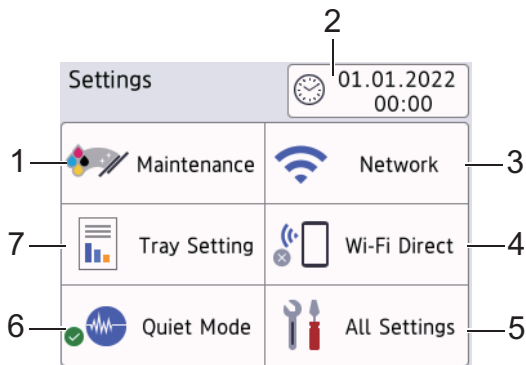 2
Settings
01.01.2022
00:00
1 Maintenance Network 3
7 Tray Setting Wi-Fi Direct 4
6 Quiet Mode All Settings 5